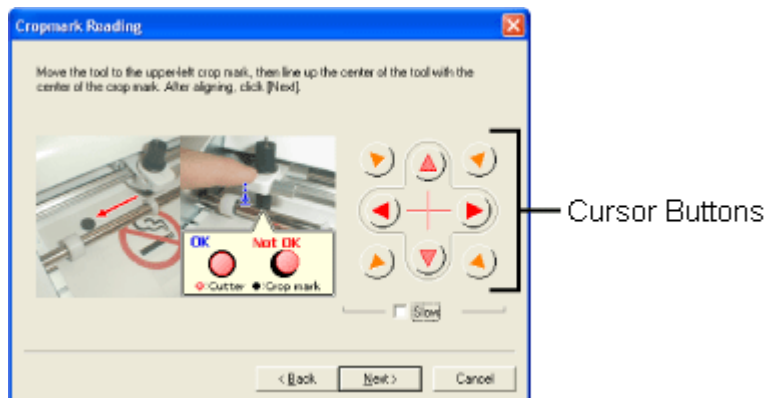 Cropmark Reading
Move the tool to the upper-left crop mark, then line up the center of the tool with the
center of the crop mark. After aligning, click [Next].
OK Not OK
:Cutter :Crop mark
Cursor Buttons
Slow
< Back Next > Cancel